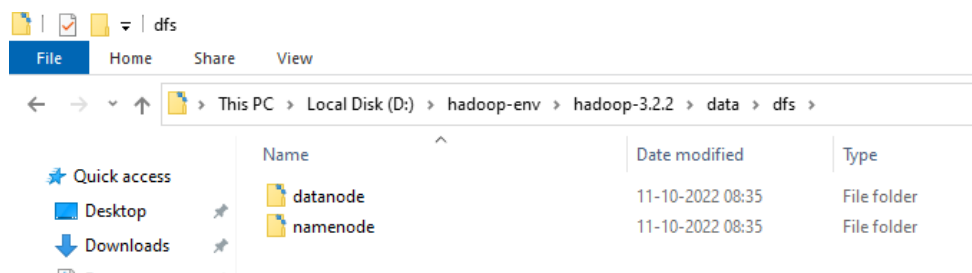 dfs
File Home Share View
This PC > Local Disk (D:) > hadoop-env > hadoop-3.2.2 > data > dfs >
Name Date modified Type
Quick access
datanode 11-10-2022 08:35 File folder
Desktop
namenode 11-10-2022 08:35 File folder
Downloads